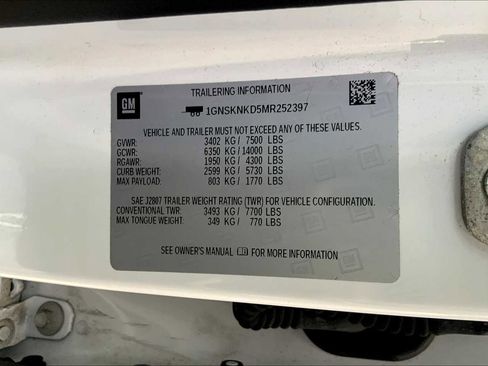 TRAILERING INFORMATION
GM
1GNSKNKD5MR252397
VEHICLE AND TRAILER MUST NOT EXCEED ANY OF THESE VALUES.
GVWR: 3402 KG / 7500 LBS
GCWR: 6350 KG / 14000 LBS
RGAWR: 1950 KG / 4300 LBS
CURB WEIGHT: 2599 KG / 5730 LBS
MAX PAYLOAD: 803 KG / 1770 LBS
SAE J2807 TRAILER WEIGHT RATING (TWR) FOR VEHICLE CONFIGURATION.
CONVENTIONAL TWR: 3493 KG / 7700 LBS
MAX TONGUE WEIGHT: 349 KG / 770 LBS
SEE OWNER'S MANUAL FOR MORE INFORMATION